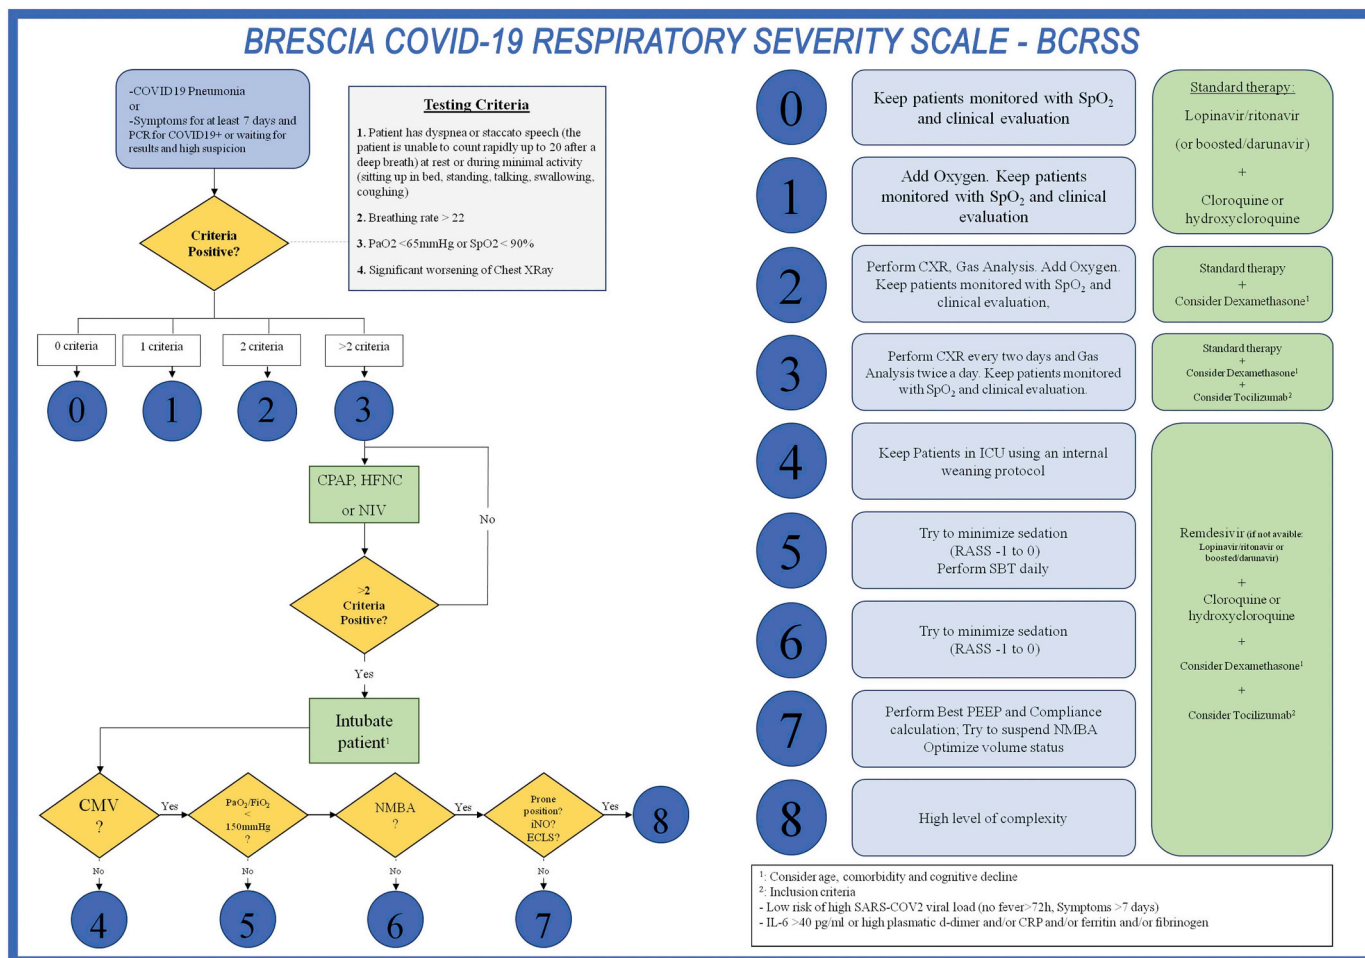 BRESCIA COVID-19 RESPIRATORY SEVERITY SCALE - BCRSS
-COVID19 Pneumonia
or
-Symptoms for at least 7 days and
PCR for COVID19+ or waiting for
results and high suspicion
Testing Criteria
1. Patient has dyspnea or staccato speech (the
patient is unable to count rapidly up to 20 after a
deep breath) at rest or during minimal activity
(sitting up in bed, standing, talking, swallowing,
coughing)
2. Breathing rate > 22
3. PaO2 <65mmHg or SpO2 < 90%
4. Significant worsening of Chest XRay
Criteria
Positive?
0 criteria
1 criteria
2 criteria
>2 criteria
0
1
2
3
CPAP, HFNC
or NIV
No
>2
Criteria
Positive?
Yes
Intubate
patient¹
CMV
?
Yes
PaO₂/FiO₂
<
150mmHg
?
NMBA
?
Yes
Prone
position?
iNO?
ECLS?
Yes
8
No
No
No
No
4
5
6
7
0
Keep patients monitored with SpO₂
and clinical evaluation
1
Add Oxygen. Keep patients
monitored with SpO₂ and clinical
evaluation
Standard therapy:
Lopinavir/ritonavir
(or boosted/darunavir)
+
Cloroquine or
hydroxycloroquine
2
Perform CXR, Gas Analysis. Add Oxygen.
Keep patients monitored with SpO₂ and
clinical evaluation,
Standard therapy
+
Consider Dexamethasone¹
3
Perform CXR every two days and Gas
Analysis twice a day. Keep patients monitored
with SpO₂ and clinical evaluation.
Standard therapy
+
Consider Dexamethasone¹
+
Consider Tocilizumab²
4
Keep Patients in ICU using an internal
weaning protocol
5
Try to minimize sedation
(RASS -1 to 0)
Perform SBT daily
6
Try to minimize sedation
(RASS -1 to 0)
7
Perform Best PEEP and Compliance
calculation; Try to suspend NMBA
Optimize volume status
8
High level of complexity
Remdesivir (if not avaible:
Lopinavir/ritonavir or
boosted/darunavir)
+
Cloroquine or
hydroxycloroquine
+
Consider Dexamethasone¹
+
Consider Tocilizumab²
¹: Consider age, comorbidity and cognitive decline
²: Inclusion criteria
- Low risk of high SARS-COV2 viral load (no fever>72h, Symptoms >7 days)
- IL-6 >40 pg/ml or high plasmatic d-dimer and/or CRP and/or ferritin and/or fibrinogen